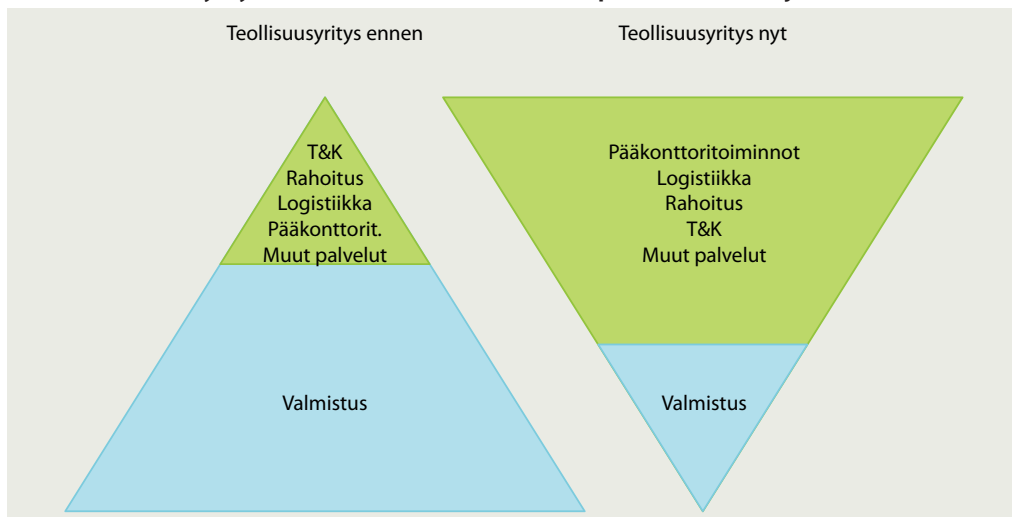 Teollisuusyritys ennen
Teollisuusyritys nyt
T&K
Rahoitus
Logistiikka
Pääkonttorit.
Muut palvelut
Valmistus
Pääkonttoritoiminnot
Logistiikka
Rahoitus
T&K
Muut palvelut
Valmistus